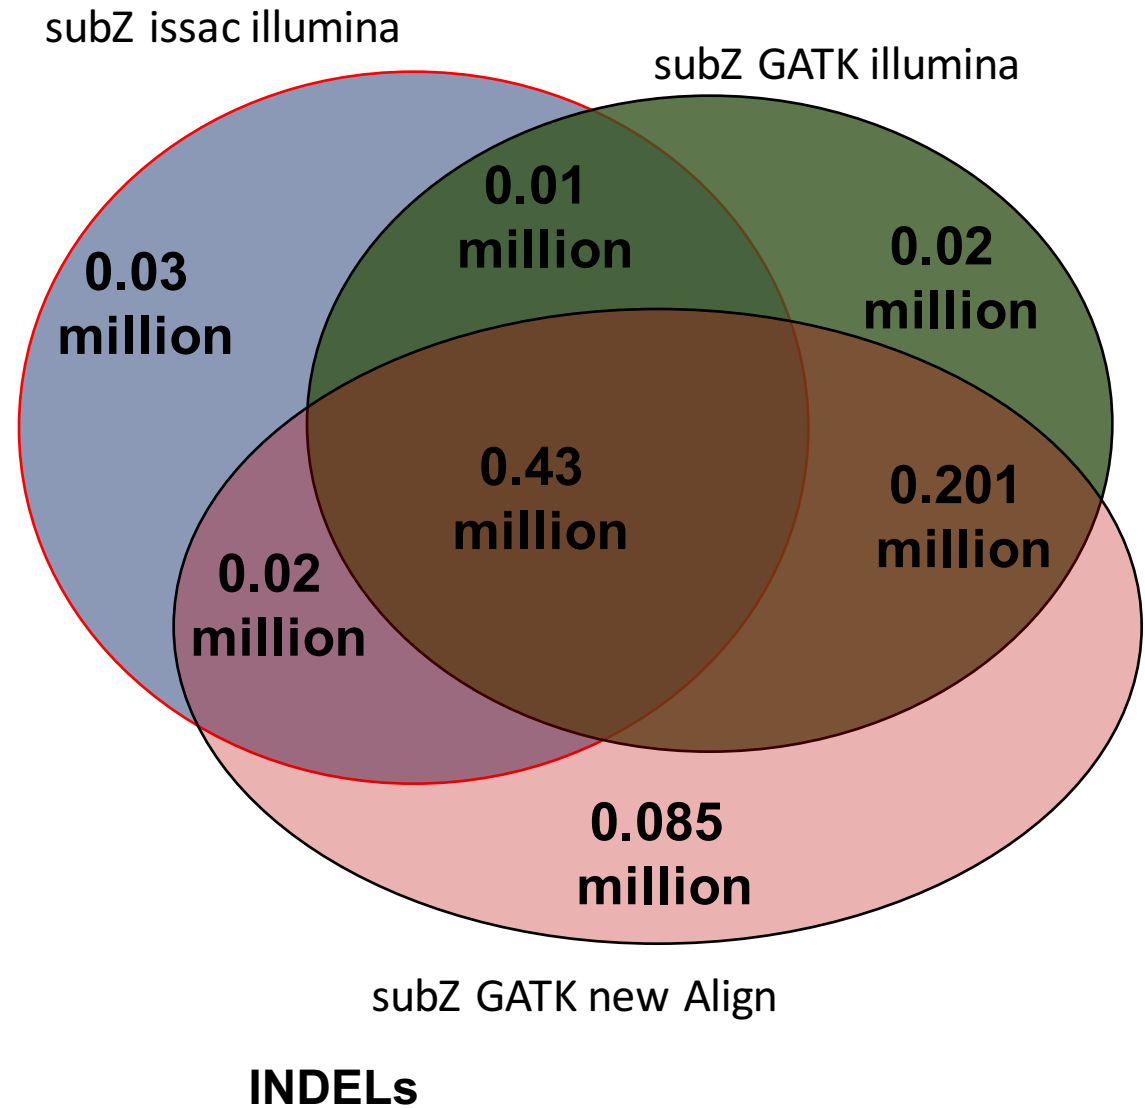 subZ issac illumina
subZ GATK illumina
0.01
million
0.02
million
0.03
million
0.43
million
0.201
million
0.02
million
0.085
million
subZ GATK new Align
INDELs